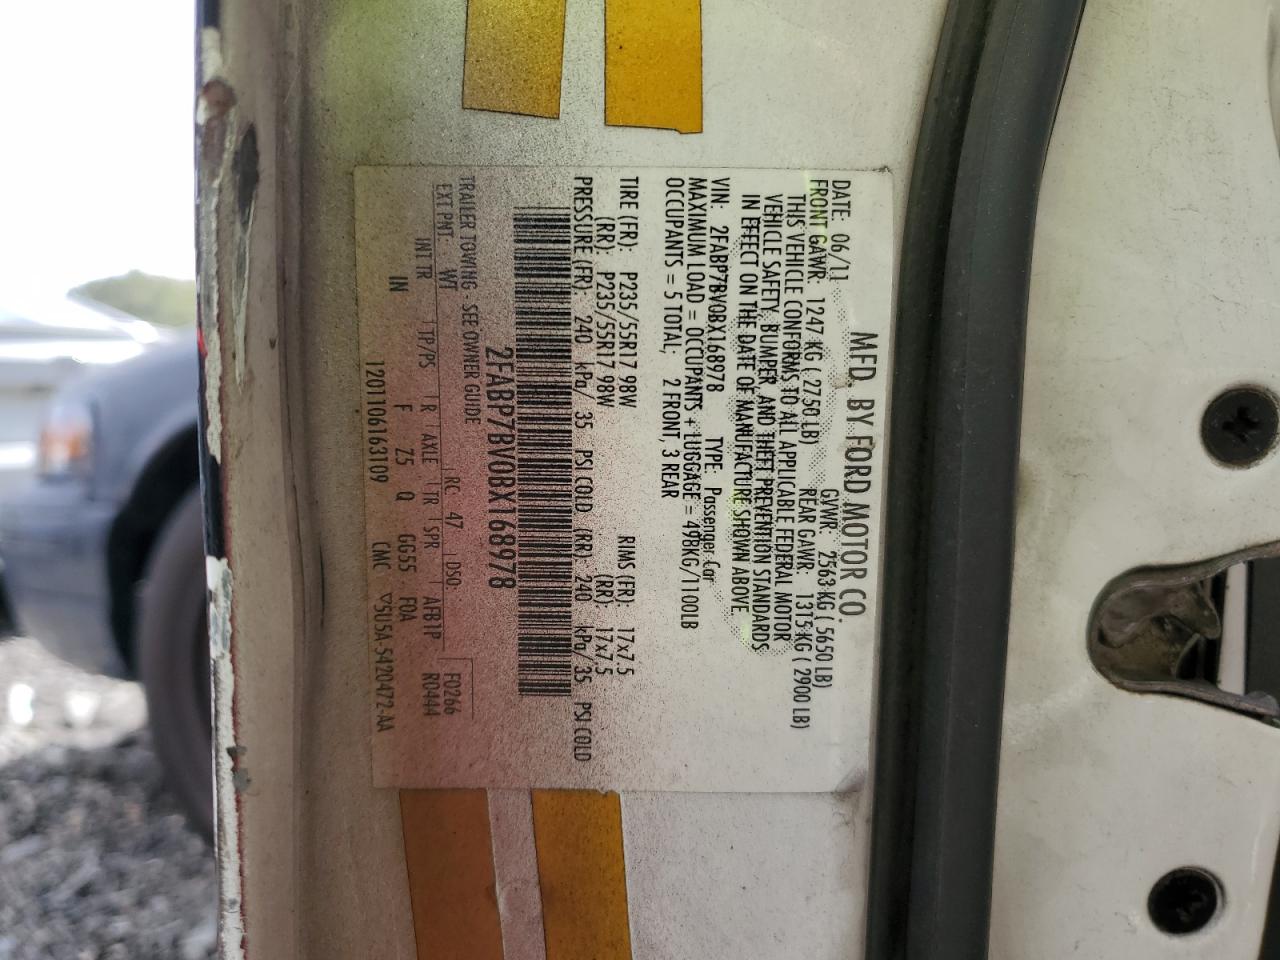 MFD. BY FORD MOTOR CO.
DATE: 06/11 GVWR: 2563 KG ( 5650 LB)
FRONT GAWR: 1247 KG ( 2750 LB) REAR GAWR: 1315 KG ( 2900 LB)
THIS VEHICLE CONFORMS TO ALL APPLICABLE FEDERAL MOTOR
VEHICLE SAFETY, BUMPER, AND THEFT PREVENTION STANDARDS
IN EFFECT ON THE DATE OF MANUFACTURE SHOWN ABOVE.
VIN: 2FABP7BV0BX168978 TYPE: Passenger Car
MAXIMUM LOAD = OCCUPANTS + LUGGAGE = 498KG/1100LB
OCCUPANTS = 5 TOTAL; 2 FRONT, 3 REAR
TIRE (FR): P235/55R17 98W RIMS (FR): 17x7.5
(RR): P235/55R17 98W (RR): 17x7.5
PRESSURE (FR): 240 kPa/ 35 PSI COLD (RR): 240 kPa/ 35 PSI COLD
2FABP7BV0BX168978
TRAILER TOWING - SEE OWNER GUIDE
EXT PNT: WT RC: 47 DSO: F0266
INT TR TP/PS R AXLE TR SPR AFB1P R0444
IN F Z5 Q GG55 F0A
1201106163109 CMC ▽5U5A-5420472-AA